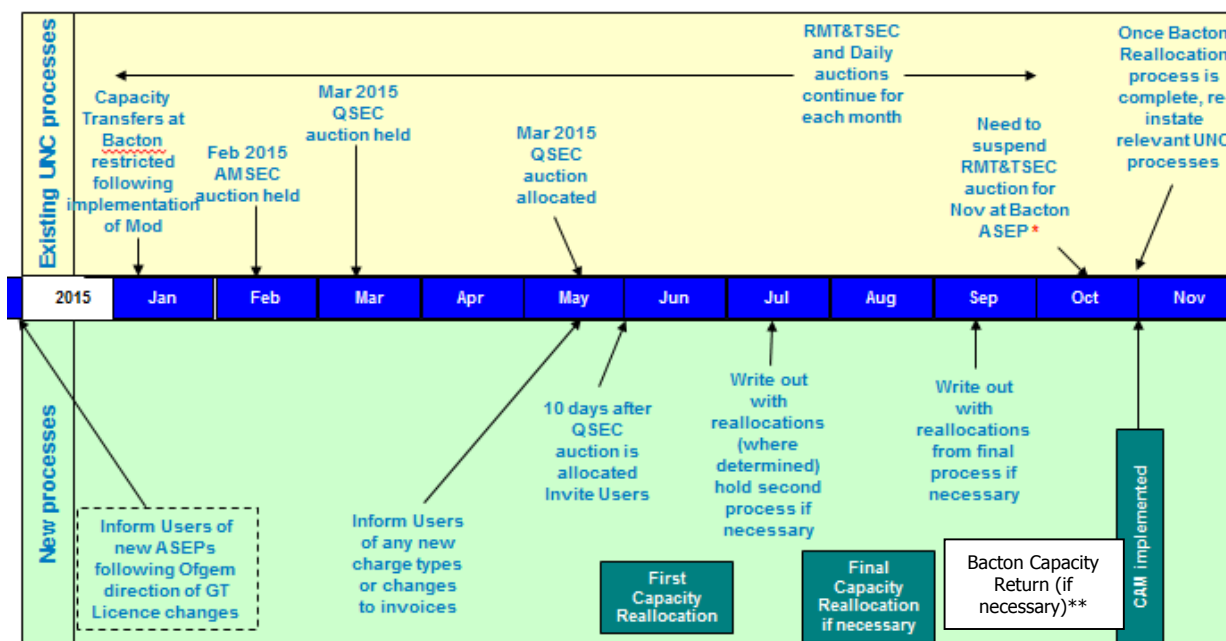 Existing UNC processes
Capacity
Transfers at
Bacton
restricted
following
implementation
of Mod
Feb 2015
AMSEC
auction held
Mar 2015
QSEC
auction held
Mar 2015
QSEC
auction
allocated
RMT&TSEC
and Daily
auctions
continue for
each month
Need to
suspend
RMT&TSEC
auction for
Nov at Bacton
ASEP *
Once Bacton
Reallocation
process is
complete, re-
instate
relevant UNC
processes
2015
Jan
Feb
Mar
Apr
May
Jun
Jul
Aug
Sep
Oct
Nov
New processes
Inform Users of
new ASEPs
following Ofgem
direction of GT
Licence changes
Inform Users
of any new
charge types
or changes
to invoices
10 days after
QSEC
auction is
allocated
Invite Users
Write out
with
reallocations
(where
determined)
hold second
process if
necessary
Write out
with
reallocations
from final
process if
necessary
First
Capacity
Reallocation
Final
Capacity
Reallocation
if necessary
Bacton Capacity
Return (if
necessary)**
CAM implemented